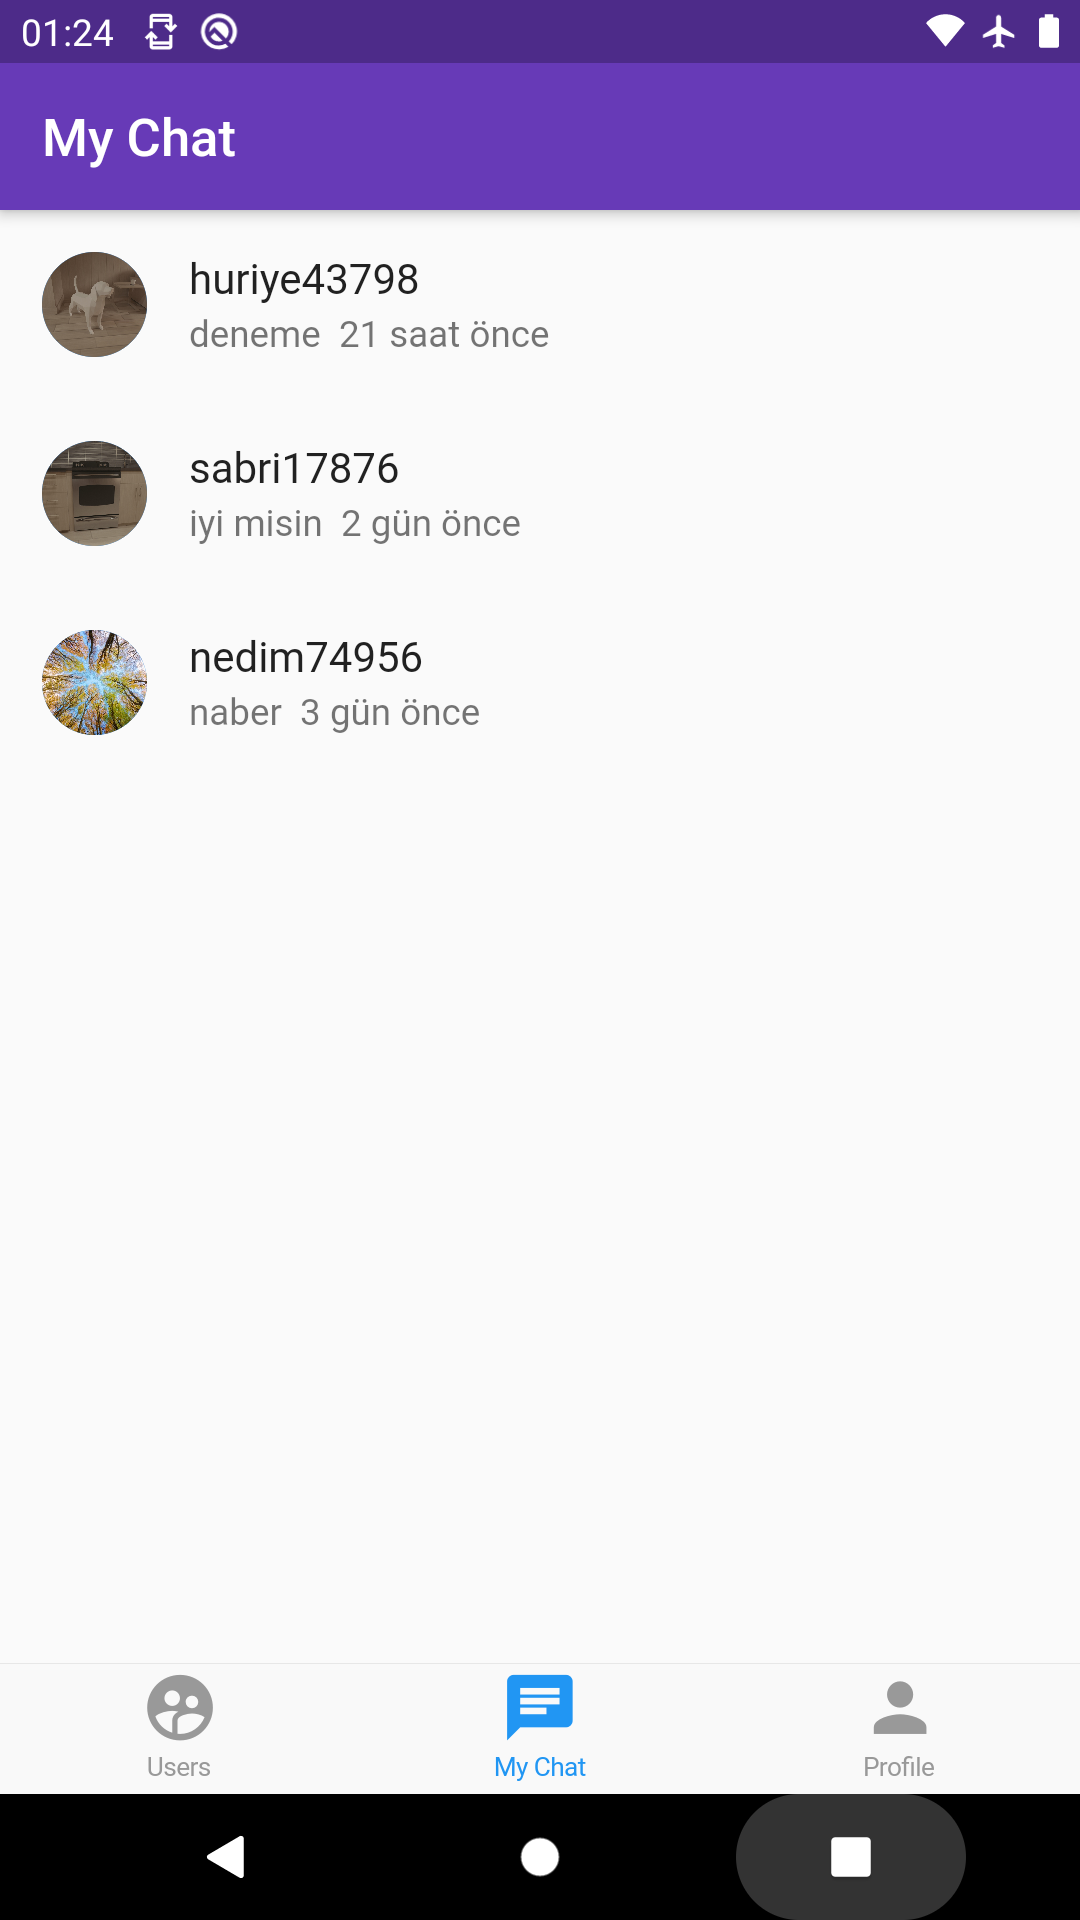 01:24
My Chat
huriye43798
deneme  21 saat önce
sabri17876
iyi misin  2 gün önce
nedim74956
naber  3 gün önce
Users
My Chat
Profile